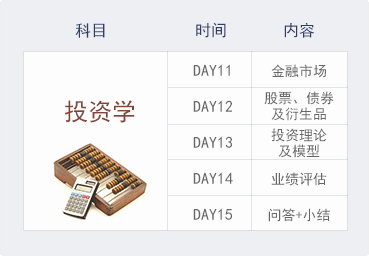 科目 时间 内容
投资学
DAY11 金融市场
DAY12 股票、债券
及衍生品
DAY13 投资理论
及模型
DAY14 业绩评估
DAY15 问答+小结